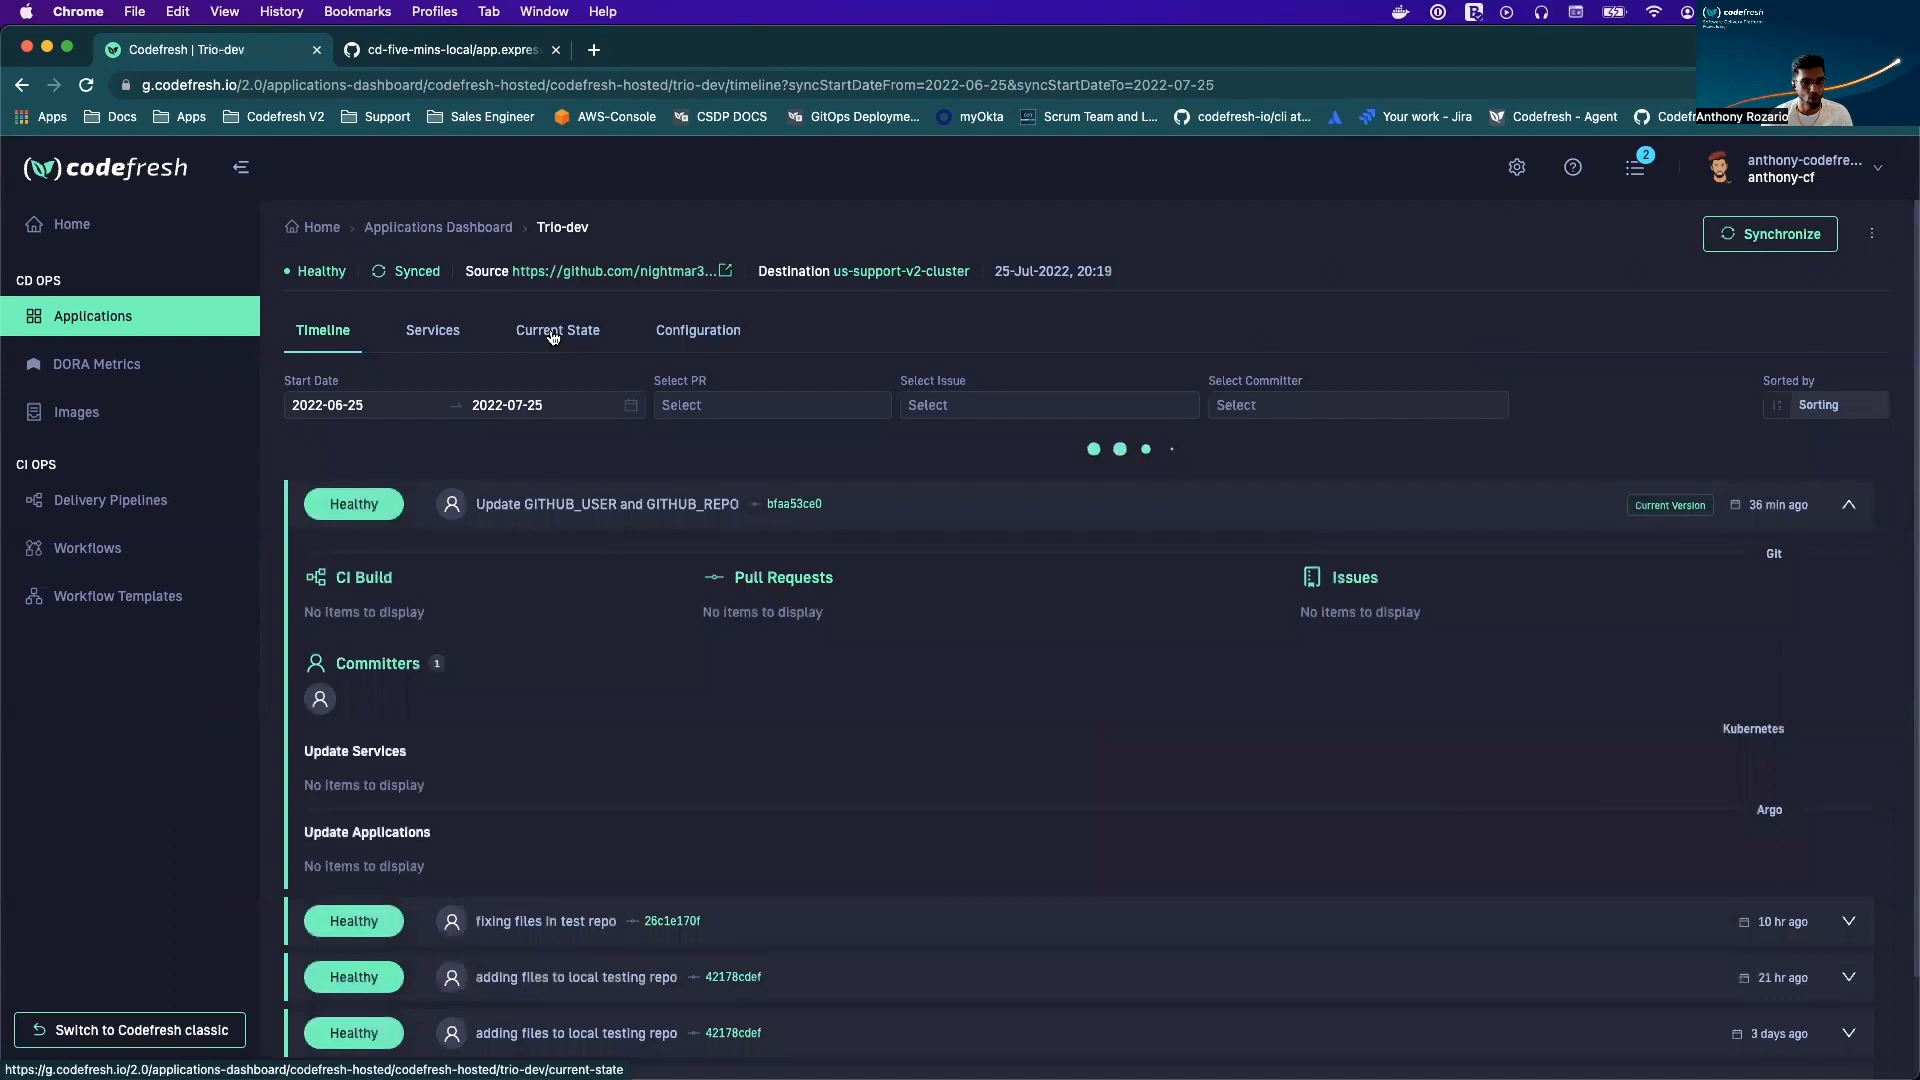 Chrome File Edit View History Bookmarks Profiles Tab Window Help
codefresh
Codefresh | Trio-dev
cd-five-mins-local/app.expres
g.codefresh.io/2.0/applications-dashboard/codefresh-hosted/codefresh-hosted/trio-dev/timeline?syncStartDateFrom=2022-06-25&syncStartDateTo=2022-07-25
Apps Docs Apps Codefresh V2 Support Sales Engineer AWS-Console CSDP DOCS GitOps Deployme... myOkta Scrum Team and L... codefresh-io/cli at... Your work - Jira Codefresh - Agent Codefr
Anthony Rozario
codefresh
2
anthony-codefre...
anthony-cf
Home
CD OPS
Applications
DORA Metrics
Images
CI OPS
Delivery Pipelines
Workflows
Workflow Templates
Switch to Codefresh classic
Home > Applications Dashboard > Trio-dev
Synchronize
Healthy Synced Source https://github.com/nightmar3... Destination us-support-v2-cluster 25-Jul-2022, 20:19
Timeline Services Current State Configuration
Start Date Select PR Select Issue Select Committer Sorted by
2022-06-25 → 2022-07-25 Select Select Select Sorting
Healthy Update GITHUB_USER and GITHUB_REPO bfaa53ce0 Current Version 36 min ago
Git
CI Build Pull Requests Issues
No items to display No items to display No items to display
Committers 1
Kubernetes
Update Services
No items to display
Argo
Update Applications
No items to display
Healthy fixing files in test repo 26c1e170f 10 hr ago
Healthy adding files to local testing repo 42178cdef 21 hr ago
Healthy adding files to local testing repo 42178cdef 3 days ago
https://g.codefresh.io/2.0/applications-dashboard/codefresh-hosted/codefresh-hosted/trio-dev/current-state